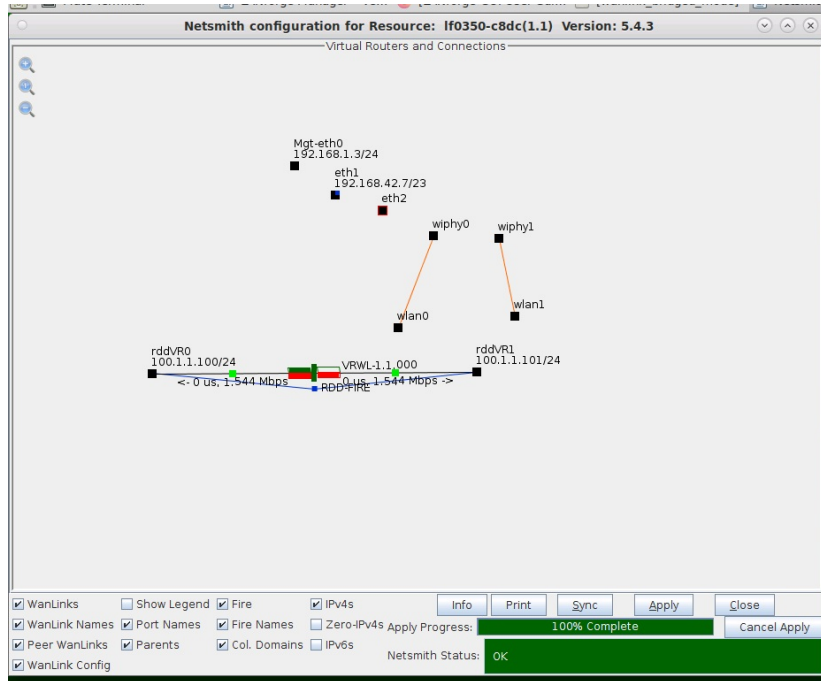 Netsmith configuration for Resource: lf0350-c8dc(1.1) Version: 5.4.3
Virtual Routers and Connections
Mgt-eth0
192.168.1.3/24
eth1
192.168.42.7/23
eth2
wiphy0
wiphy1
wlan0
wlan1
rddVR0
100.1.1.100/24
rddVR1
100.1.1.101/24
VRWL-1.1.000
<- 0 us, 1.544 Mbps
0 us, 1.544 Mbps ->
RDD-FIRE
WanLinks Show Legend Fire IPv4s Info Print Sync Apply Close
WanLink Names Port Names Fire Names Zero-IPv4s Apply Progress: 100% Complete Cancel Apply
Peer WanLinks Parents Col. Domains IPv6s
Netsmith Status: OK
WanLink Config